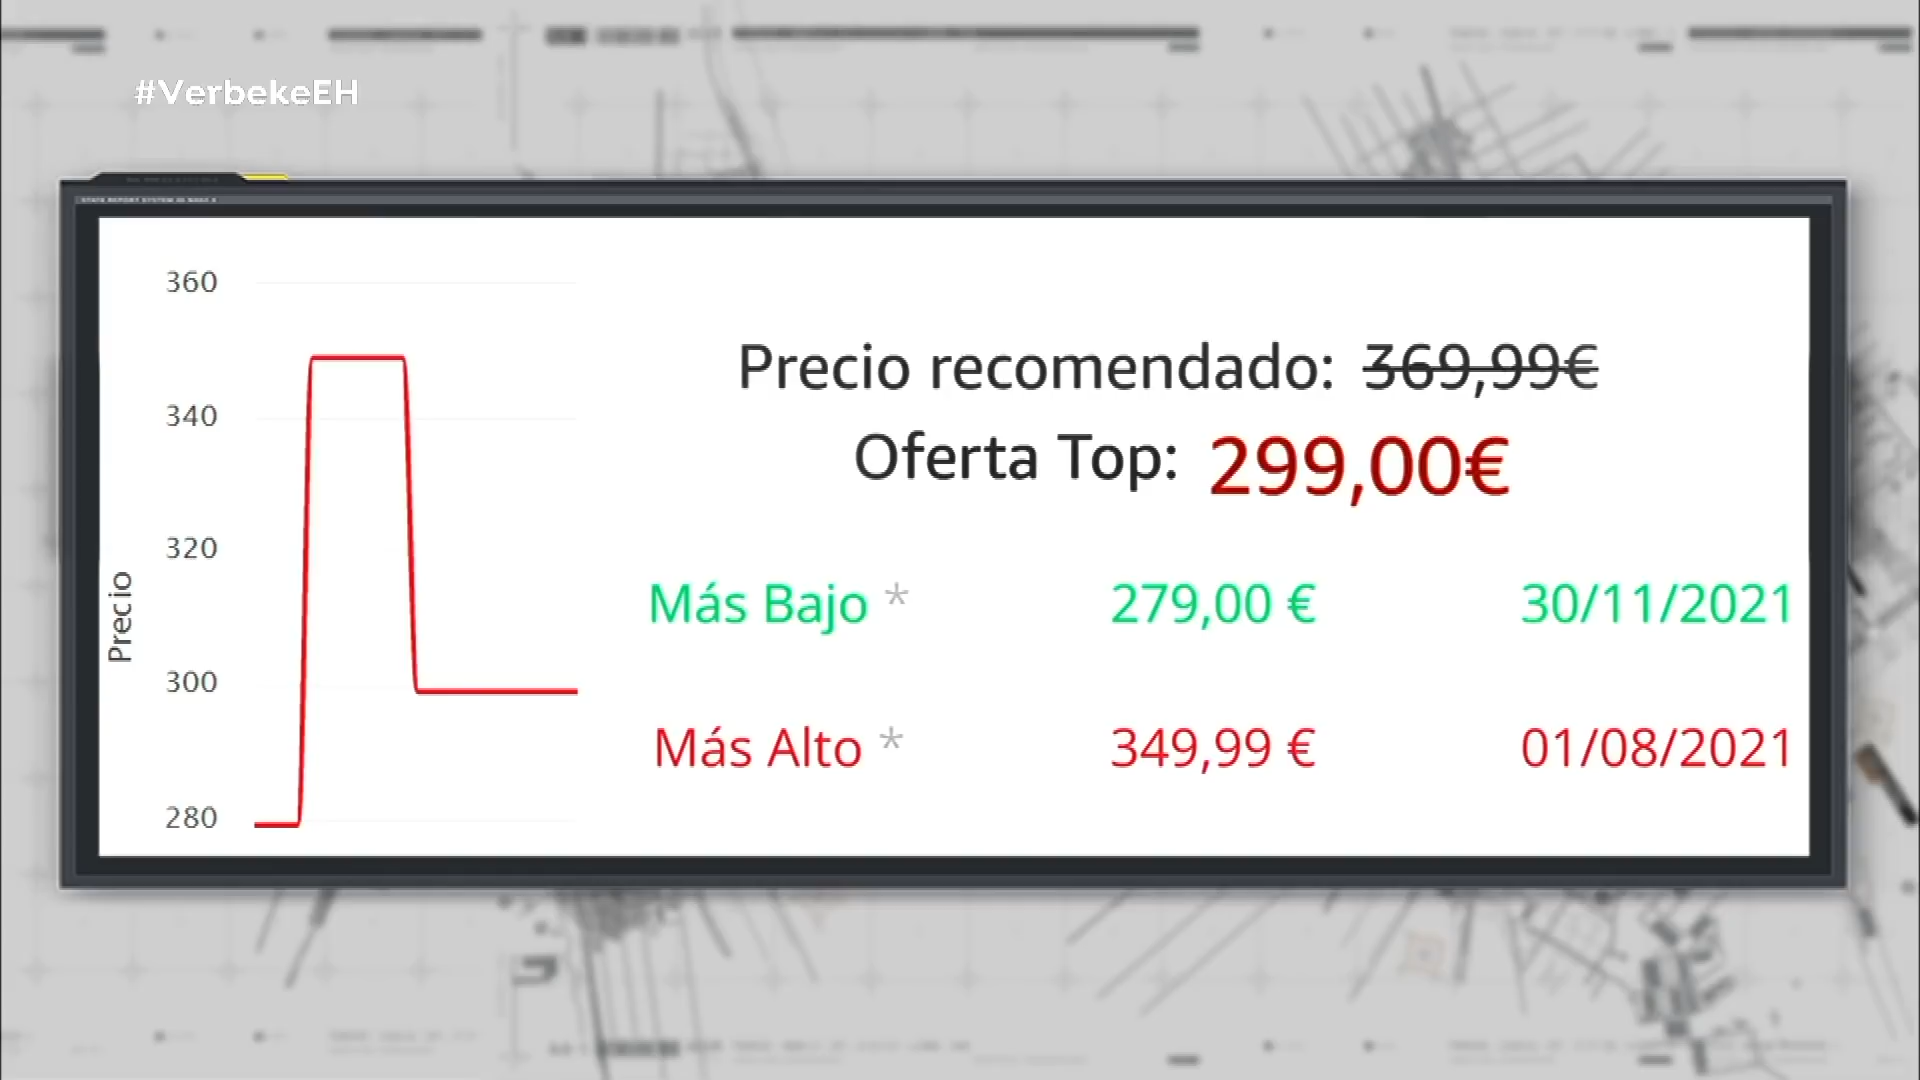 #VerbekeEH
360
340
320
300
280
Precio
Precio recomendado: 369,99€
Oferta Top: 299,00€
Más Bajo * 279,00 € 30/11/2021
Más Alto * 349,99 € 01/08/2021